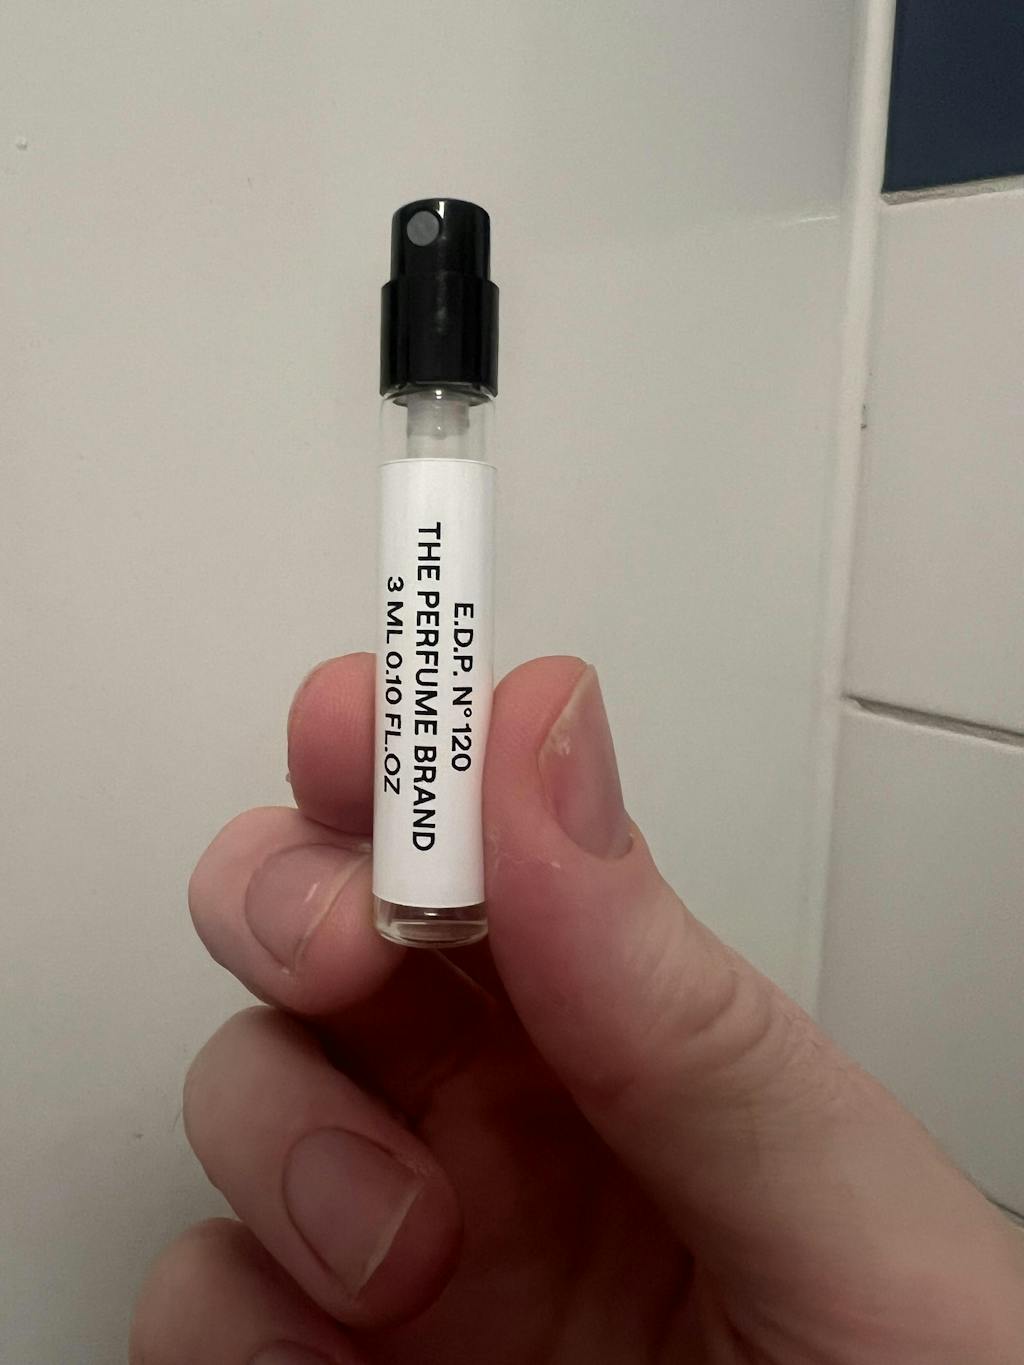 E.D.P. N° 120
THE PERFUME BRAND
3 ML 0.10 FL.OZ